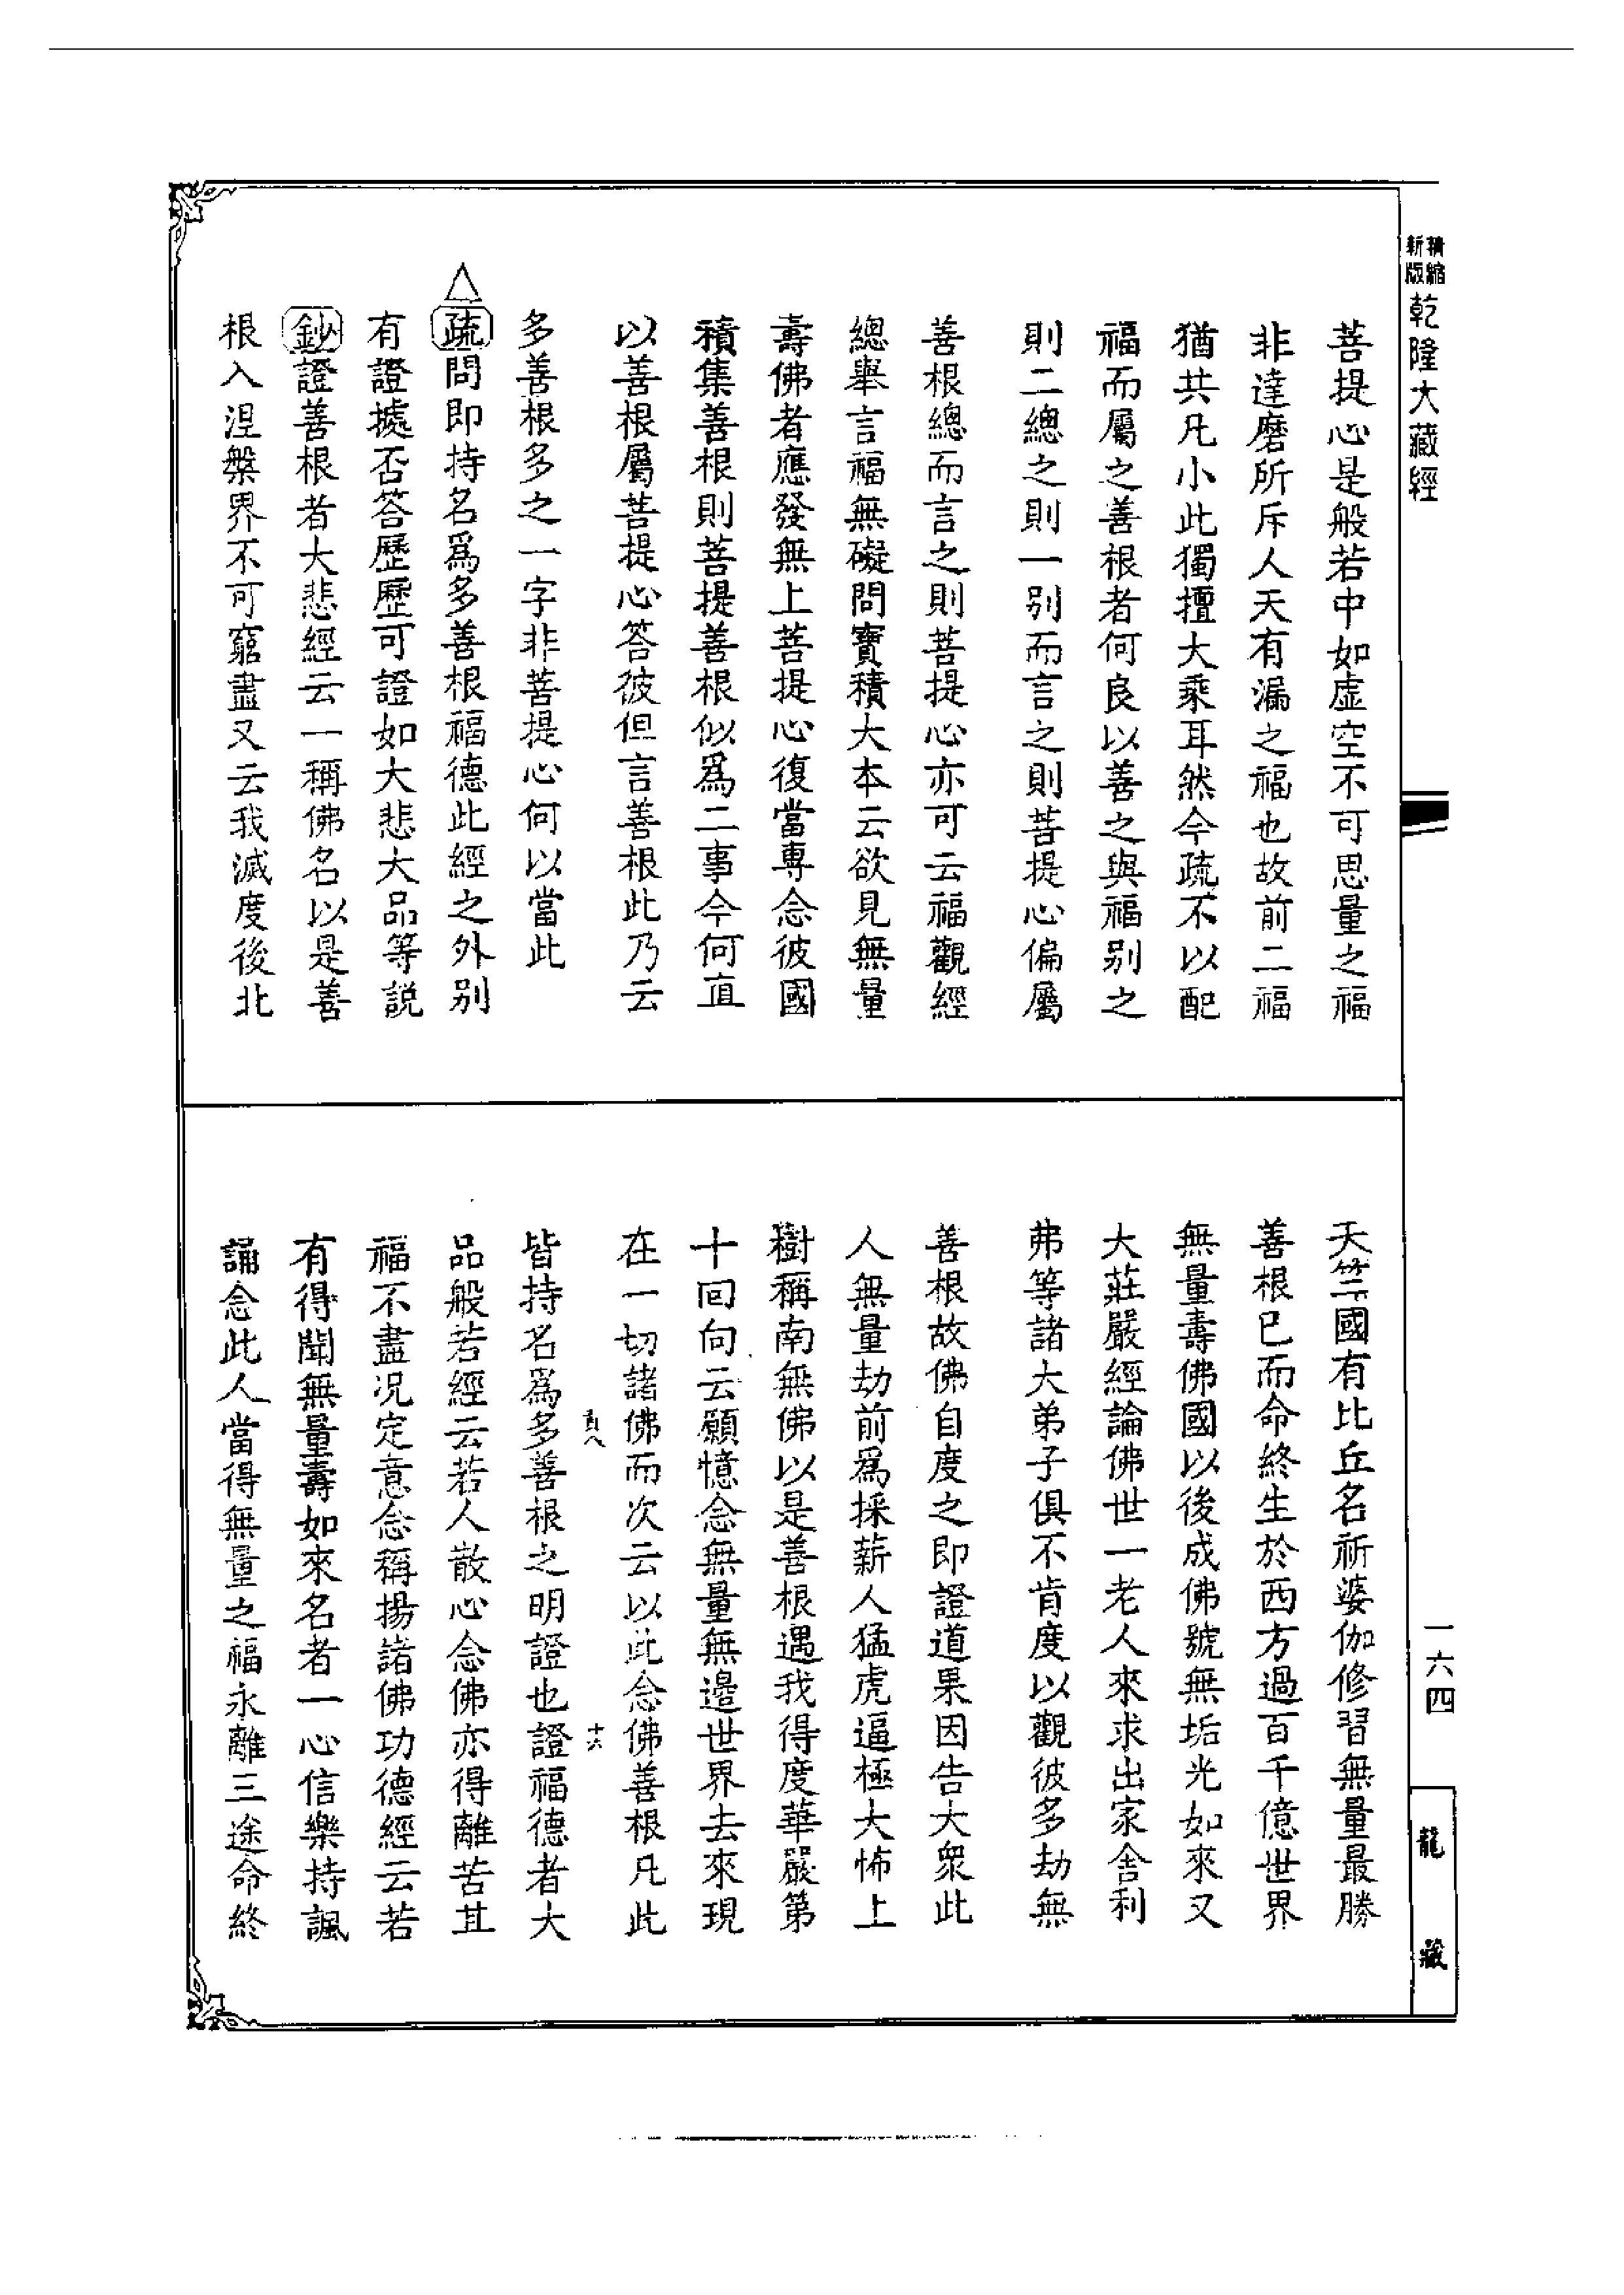 精縮
新版
乾隆大藏經
一六四
龍藏
菩提心是般若中如虛空不可思量之福
非達磨所斥人天有漏之福也故前二福
猶共凡小此獨擅大乘耳然今疏不以配
福而屬之善根者何良以善之與福别之
則二總之則一别而言之則菩提心偏屬
善根總而言之則菩提心亦可云福觀經
總舉言福無礙問寶積大本云欲見無量
壽佛者應發無上菩提心復當專念彼國
積集善根則菩提善根似爲二事今何直
以善根屬菩提心答彼但言善根此乃云
多善根多之一字非菩提心何以當此
△疏問即持名爲多善根福德此經之外别
有證據否答歷歷可證如大悲大品等説
鈔證善根者大悲經云一稱佛名以是善
根入涅槃界不可窮盡又云我滅度後北
天竺國有比丘名祈婆伽修習無量最勝
善根已而命終生於西方過百千億世界
無量壽佛國以後成佛號無垢光如來又
大莊嚴經論佛世一老人來求出家舍利
弗等諸大弟子俱不肯度以觀彼多劫無
善根故佛自度之即證道果因告大衆此
人無量劫前爲採薪人猛虎逼極大怖上
樹稱南無佛以是善根遇我得度華嚴第
十回向云願憶念無量無邊世界去來現
在一切諸佛而次云以此念佛善根凡此
十六
皆持名爲多善根之明證也證福德者大
品般若經云若人散心念佛亦得離苦其
福不盡况定意念稱揚諸佛功德經云若
有得聞無量壽如來名者一心信樂持諷
誦念此人當得無量之福永離三途命終